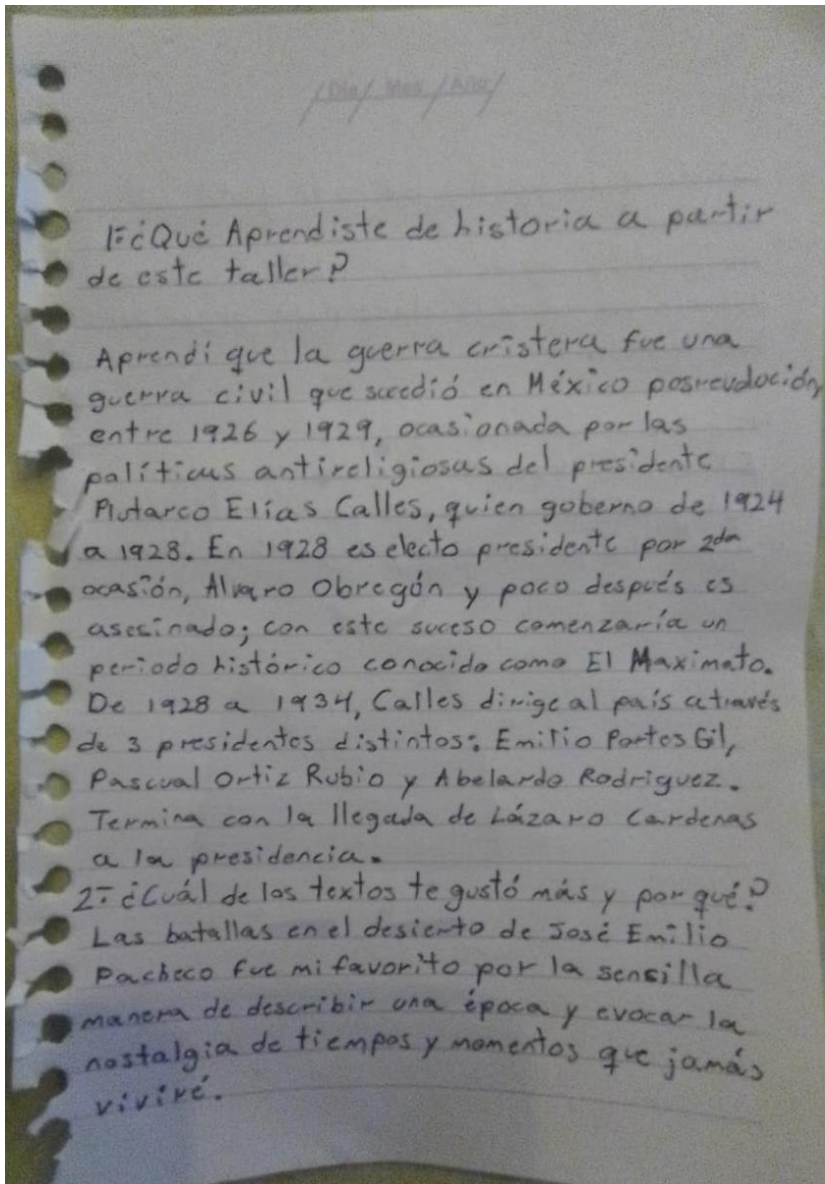 /Día/ Mes /Año/
1-¿Qué Aprendiste de historia a partir
de este taller?
Aprendí que la guerra cristera fue una
guerra civil que sucedió en México posrevolución,
entre 1926 y 1929, ocasionada por las
políticas antireligiosas del presidente
Plutarco Elías Calles, quien goberno de 1924
a 1928. En 1928 es electo presidente por 2da
ocasión, Alvaro Obregón y poco después es
asesinado; con este suceso comenzaría un
periodo histórico conocido como El Maximato.
De 1928 a 1934, Calles dirige al país através
de 3 presidentes distintos: Emilio Portes Gil,
Pascual Ortiz Rubio y Abelardo Rodriguez.
Termina con la llegada de Lázaro Cardenas
a la presidencia.
2- ¿Cuál de los textos te gustó más y por qué?
Las batallas en el desierto de José Emilio
Pacheco fue mi favorito por la sensilla
manera de describir una época y evocar la
nostalgia de tiempos y momentos que jamás
viviré.